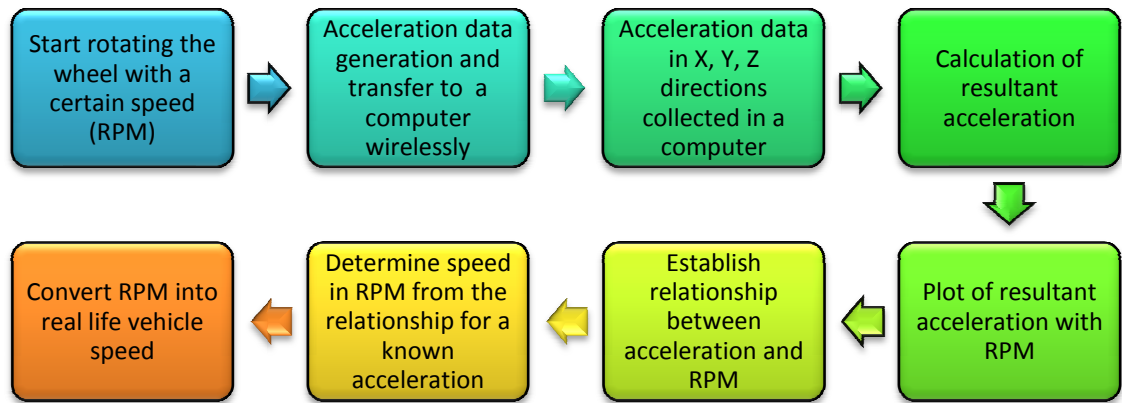 Start rotating the
wheel with a
certain speed
(RPM)
Acceleration data
generation and
transfer to a
computer
wirelessly
Acceleration data
in X, Y, Z
directions
collected in a
computer
Calculation of
resultant
acceleration
Plot of resultant
acceleration with
RPM
Establish
relationship
between
acceleration and
RPM
Determine speed
in RPM from the
relationship for a
known
acceleration
Convert RPM into
real life vehicle
speed